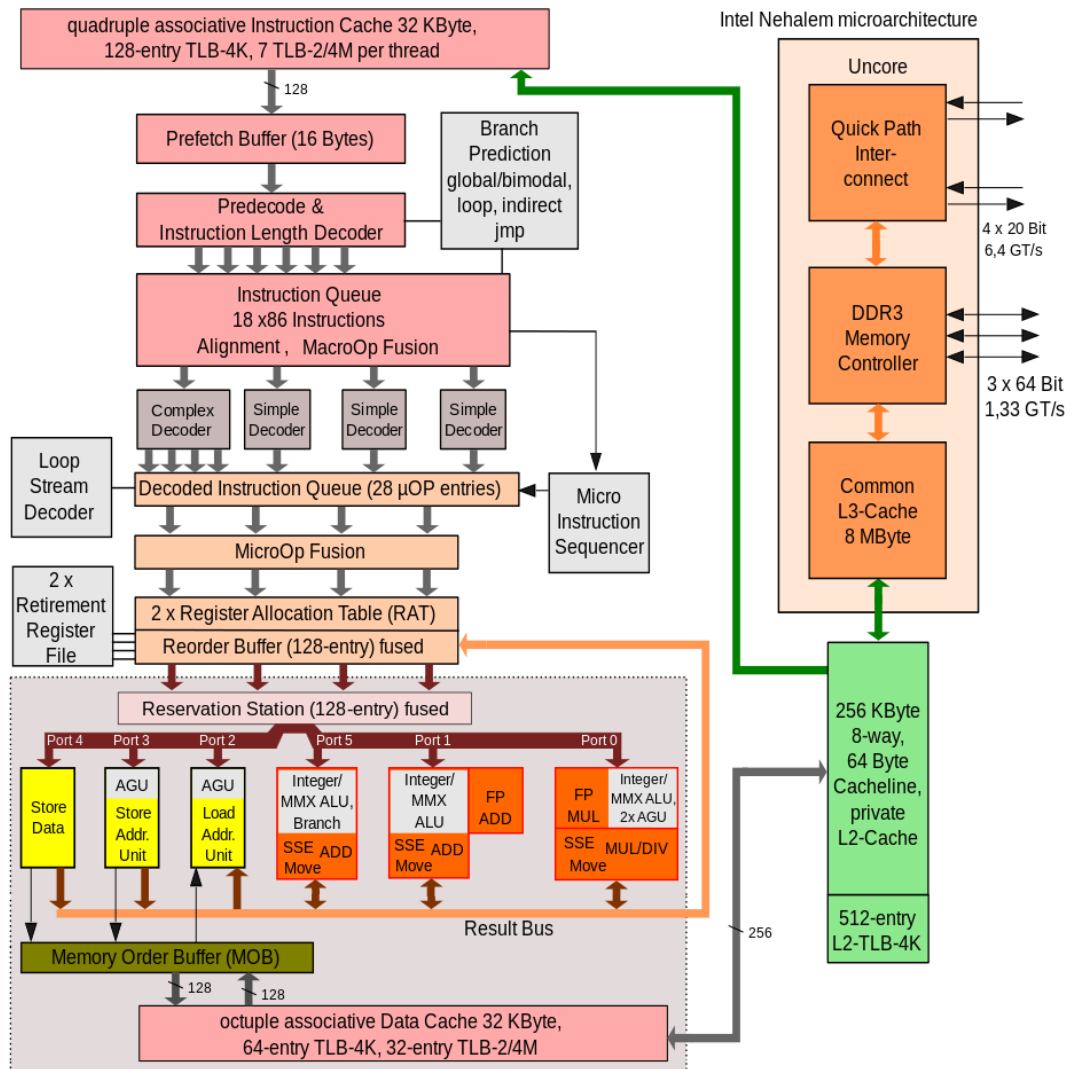 quadruple associative Instruction Cache 32 KByte,
128-entry TLB-4K, 7 TLB-2/4M per thread
128
Prefetch Buffer (16 Bytes)
Predecode &
Instruction Length Decoder
Branch
Prediction
global/bimodal,
loop, indirect
jmp
Instruction Queue
18 x86 Instructions
Alignment , MacroOp Fusion
Complex
Decoder
Simple
Decoder
Simple
Decoder
Simple
Decoder
Loop
Stream
Decoder
Decoded Instruction Queue (28 µOP entries)
Micro
Instruction
Sequencer
MicroOp Fusion
2 x
Retirement
Register
File
2 x Register Allocation Table (RAT)
Reorder Buffer (128-entry) fused
Reservation Station (128-entry) fused
Port 4
Port 3
Port 2
Port 5
Port 1
Port 0
Store
Data
AGU
Store
Addr.
Unit
AGU
Load
Addr.
Unit
Integer/
MMX ALU,
Branch
SSE ADD
Move
Integer/
MMX
ALU
FP
ADD
SSE ADD
Move
FP
MUL
Integer/
MMX ALU,
2x AGU
SSE MUL/DIV
Move
Result Bus
Memory Order Buffer (MOB)
128
128
octuple associative Data Cache 32 KByte,
64-entry TLB-4K, 32-entry TLB-2/4M
256
Intel Nehalem microarchitecture
Uncore
Quick Path
Inter-
connect
4 x 20 Bit
6,4 GT/s
DDR3
Memory
Controller
3 x 64 Bit
1,33 GT/s
Common
L3-Cache
8 MByte
256 KByte
8-way,
64 Byte
Cacheline,
private
L2-Cache
512-entry
L2-TLB-4K